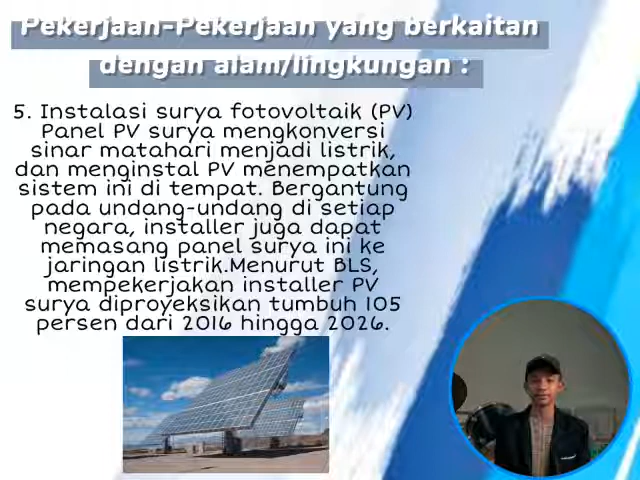 Pekerjaan-Pekerjaan yang berkaitan
dengan alam/lingkungan :
5. Instalasi surya fotovoltaik (PV)
Panel PV surya mengkonversi
sinar matahari menjadi listrik,
dan menginstal PV menempatkan
sistem ini di tempat. Bergantung
pada undang-undang di setiap
negara, installer juga dapat
memasang panel surya ini ke
jaringan listrik.Menurut BLS,
mempekerjakan installer PV
surya diproyeksikan tumbuh 105
persen dari 2016 hingga 2026.